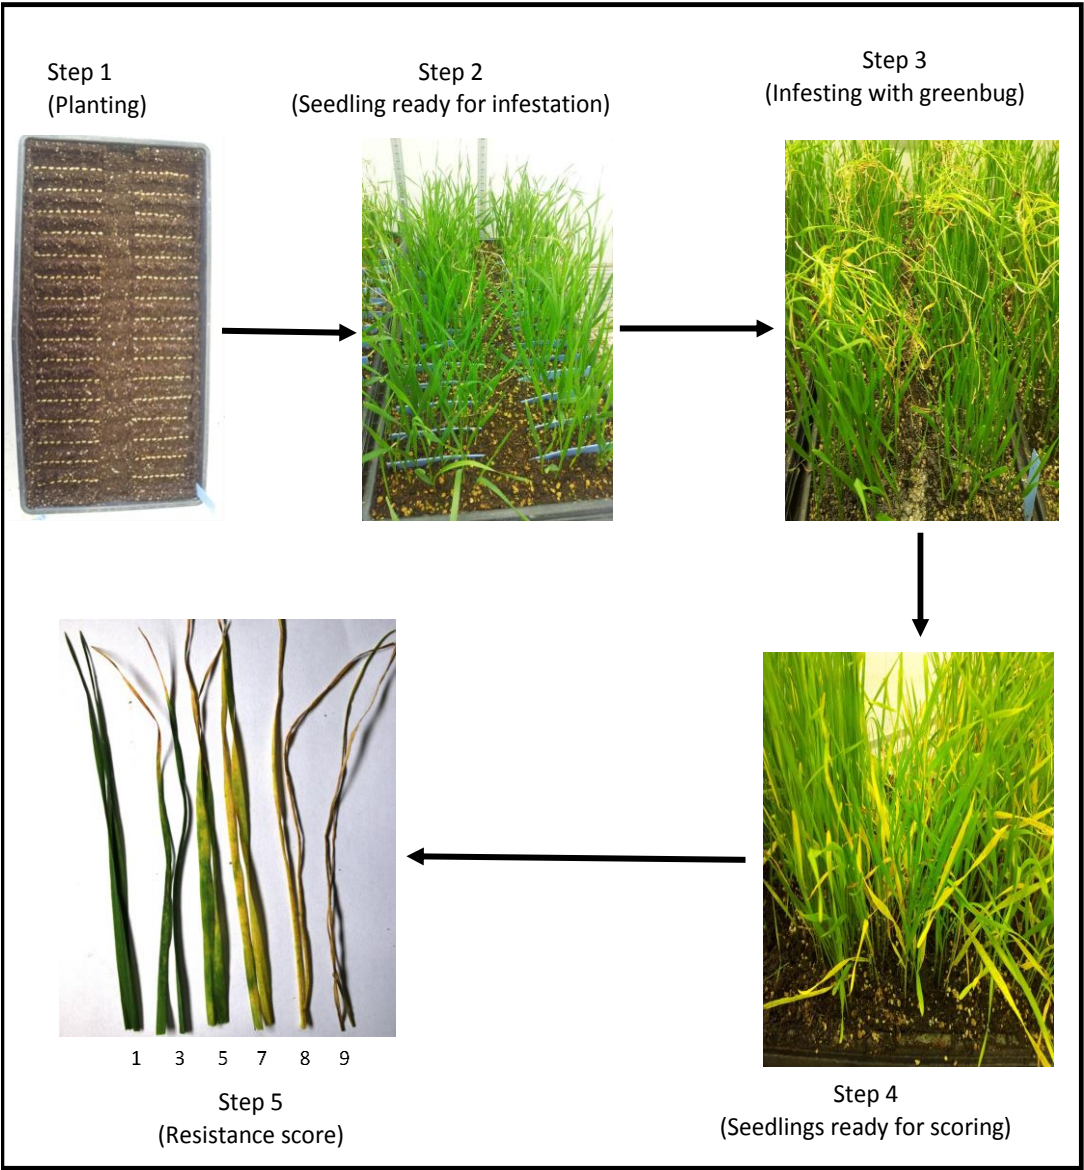 Step 1
(Planting)
Step 2
(Seedling ready for infestation)
Step 3
(Infesting with greenbug)
1 3 5 7 8 9
Step 5
(Resistance score)
Step 4
(Seedlings ready for scoring)